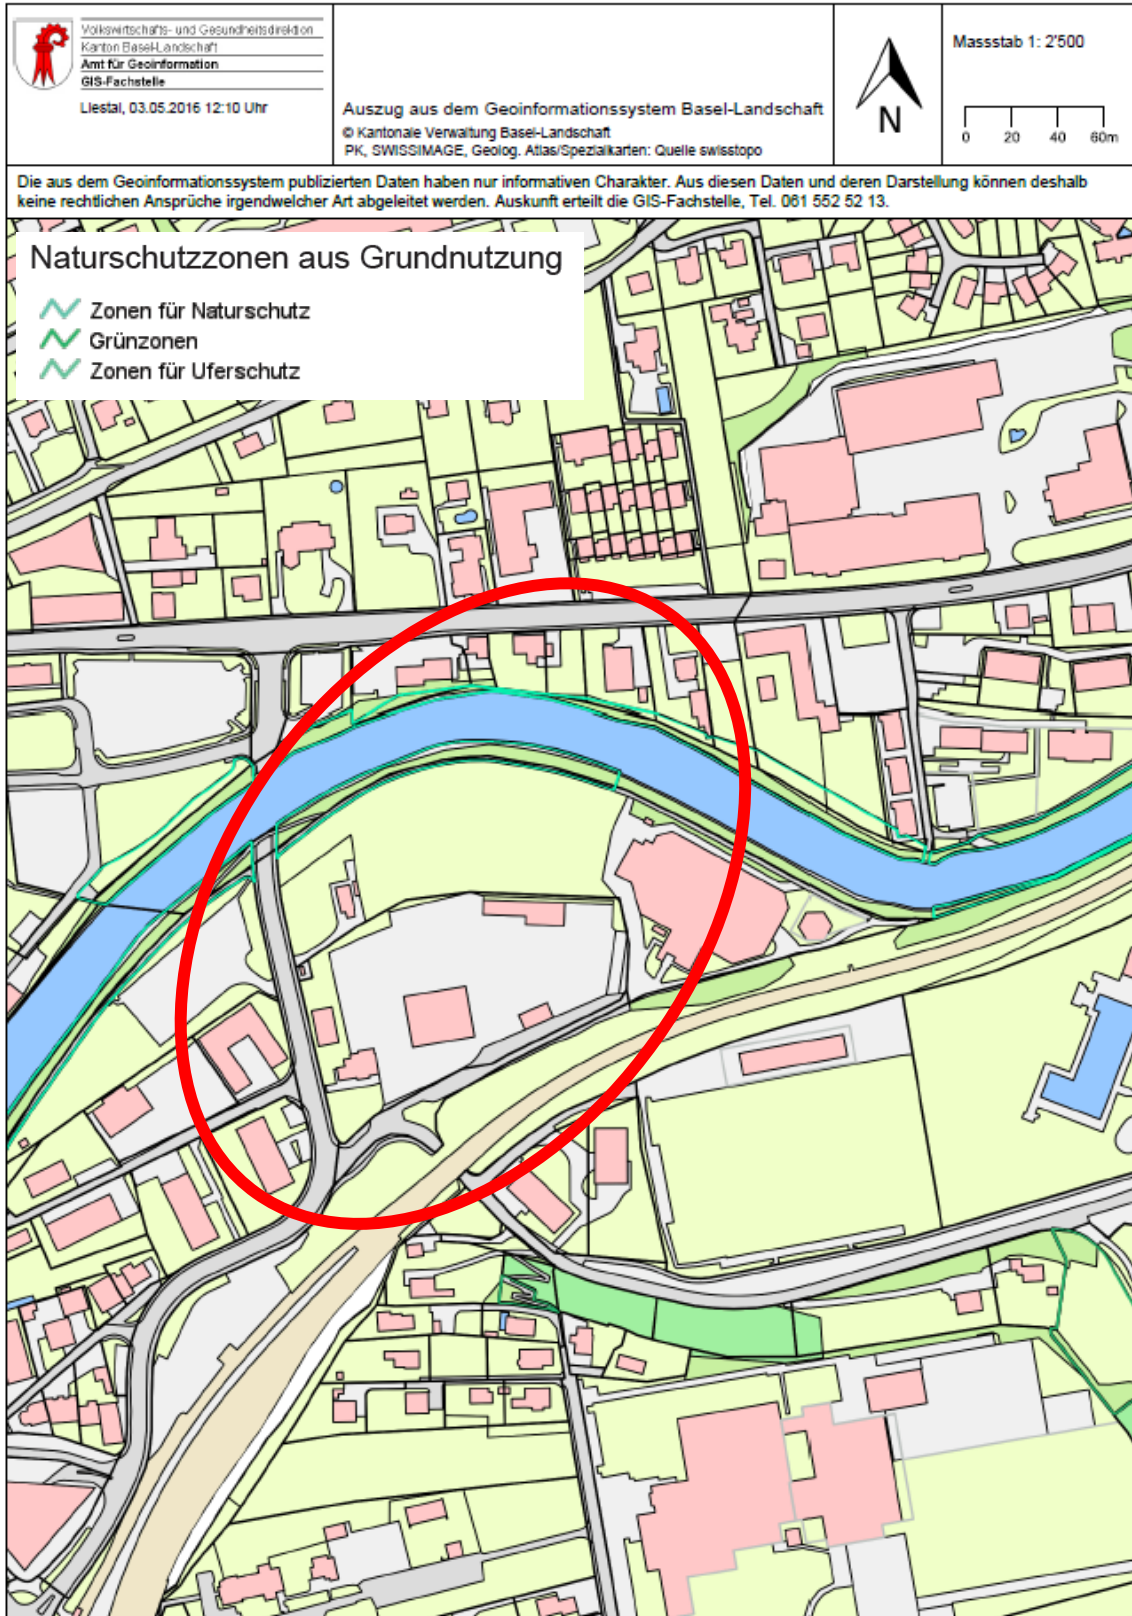 Volkswirtschafts- und Gesundheitsdirektion
Kanton Basel-Landschaft
Amt für Geoinformation
GIS-Fachstelle
Liestal, 03.05.2016 12:10 Uhr
Auszug aus dem Geoinformationssystem Basel-Landschaft
© Kantonale Verwaltung Basel-Landschaft
PK, SWISSIMAGE, Geolog. Atlas/Spezialkarten: Quelle swisstopo
N
Massstab 1: 2'500
0 20 40 60m
Die aus dem Geoinformationssystem publizierten Daten haben nur informativen Charakter. Aus diesen Daten und deren Darstellung können deshalb
keine rechtlichen Ansprüche irgendwelcher Art abgeleitet werden. Auskunft erteilt die GIS-Fachstelle, Tel. 061 552 52 13.
Naturschutzzonen aus Grundnutzung
Zonen für Naturschutz
Grünzonen
Zonen für Uferschutz